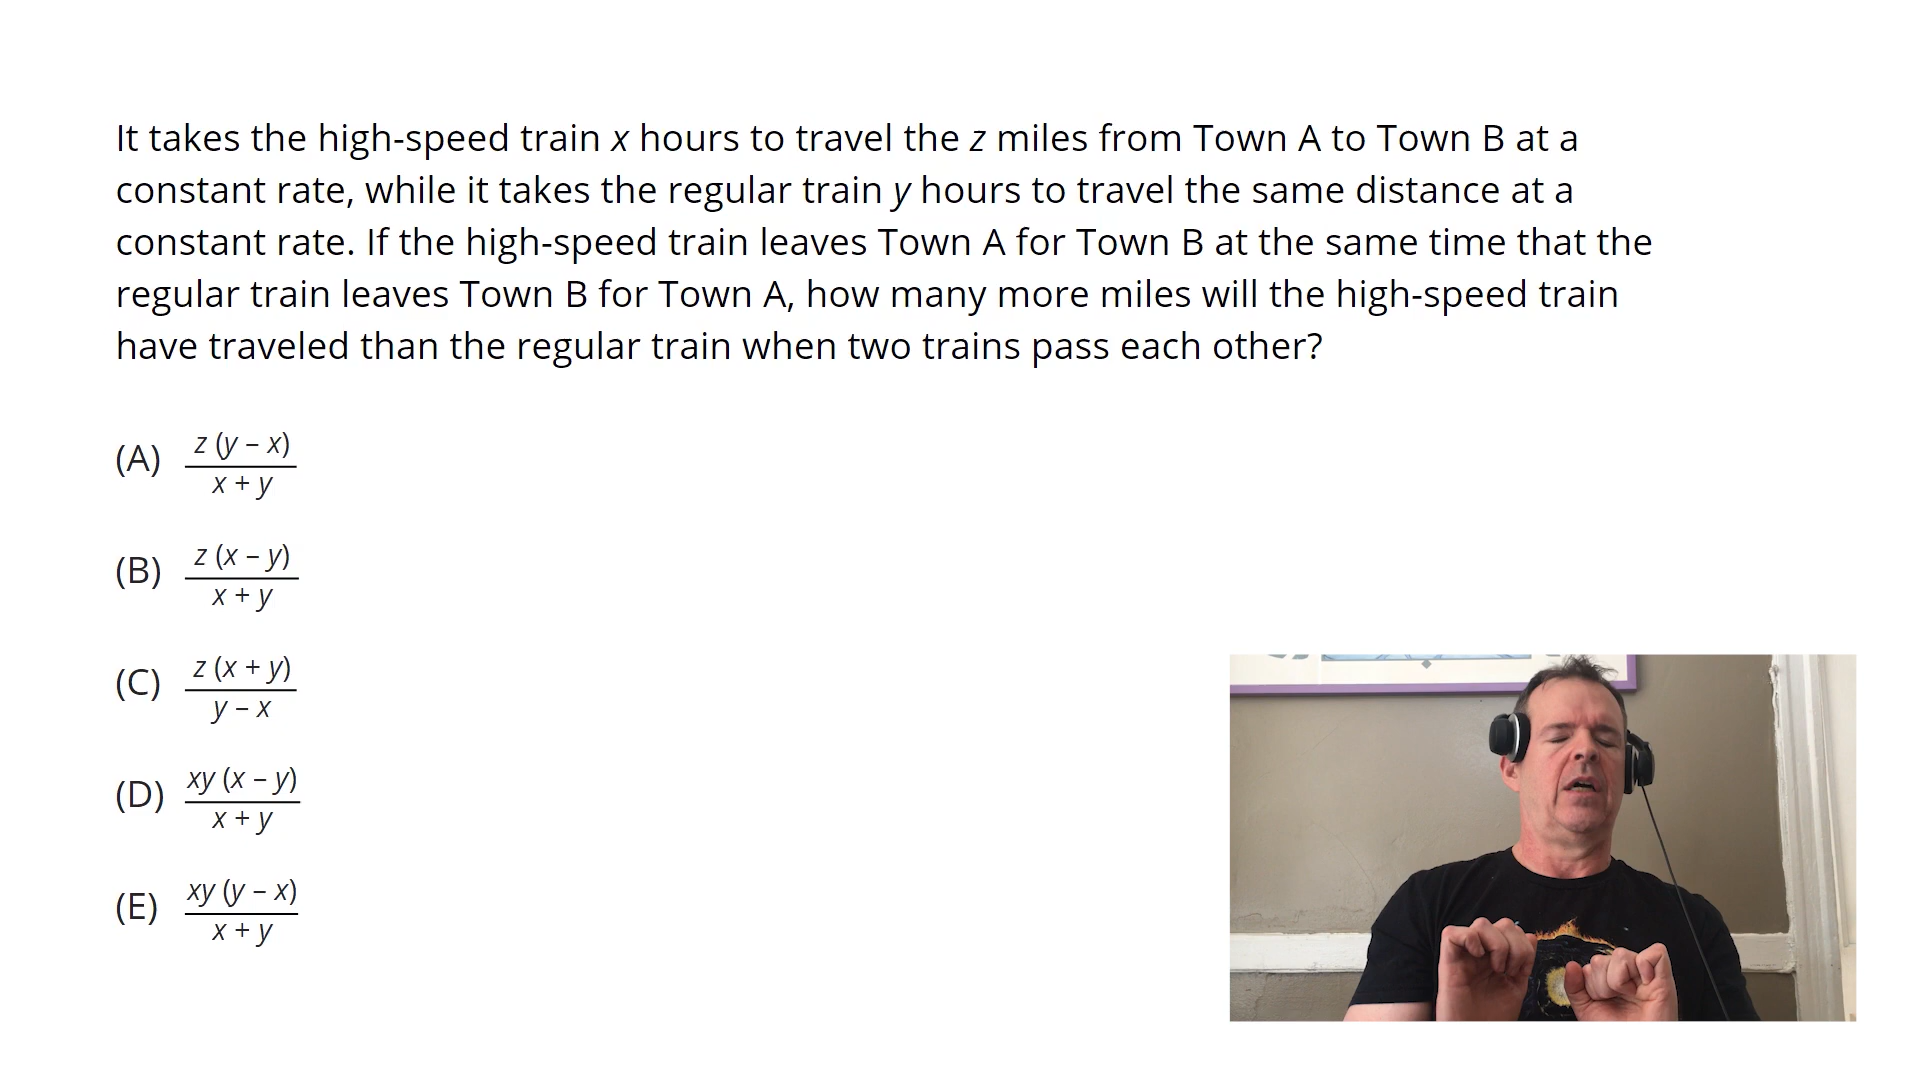 It takes the high-speed train x hours to travel the z miles from Town A to Town B at a
constant rate, while it takes the regular train y hours to travel the same distance at a
constant rate. If the high-speed train leaves Town A for Town B at the same time that the
regular train leaves Town B for Town A, how many more miles will the high-speed train
have traveled than the regular train when two trains pass each other?
(A) z (y – x)
x + y
(B) z (x – y)
x + y
(C) z (x + y)
y – x
(D) xy (x – y)
x + y
(E) xy (y – x)
x + y